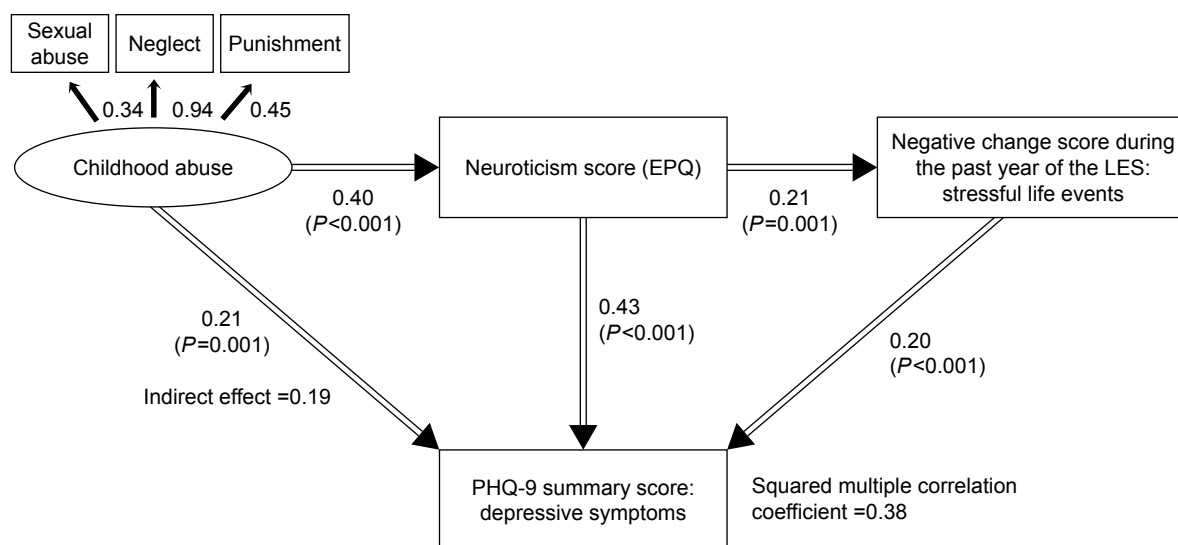 Sexual
abuse
Neglect
Punishment
0.34
0.94
0.45
Childhood abuse
0.40
(P<0.001)
Neuroticism score (EPQ)
0.21
(P=0.001)
Negative change score during
the past year of the LES:
stressful life events
0.21
(P=0.001)
Indirect effect =0.19
0.43
(P<0.001)
0.20
(P<0.001)
PHQ-9 summary score:
depressive symptoms
Squared multiple correlation
coefficient =0.38